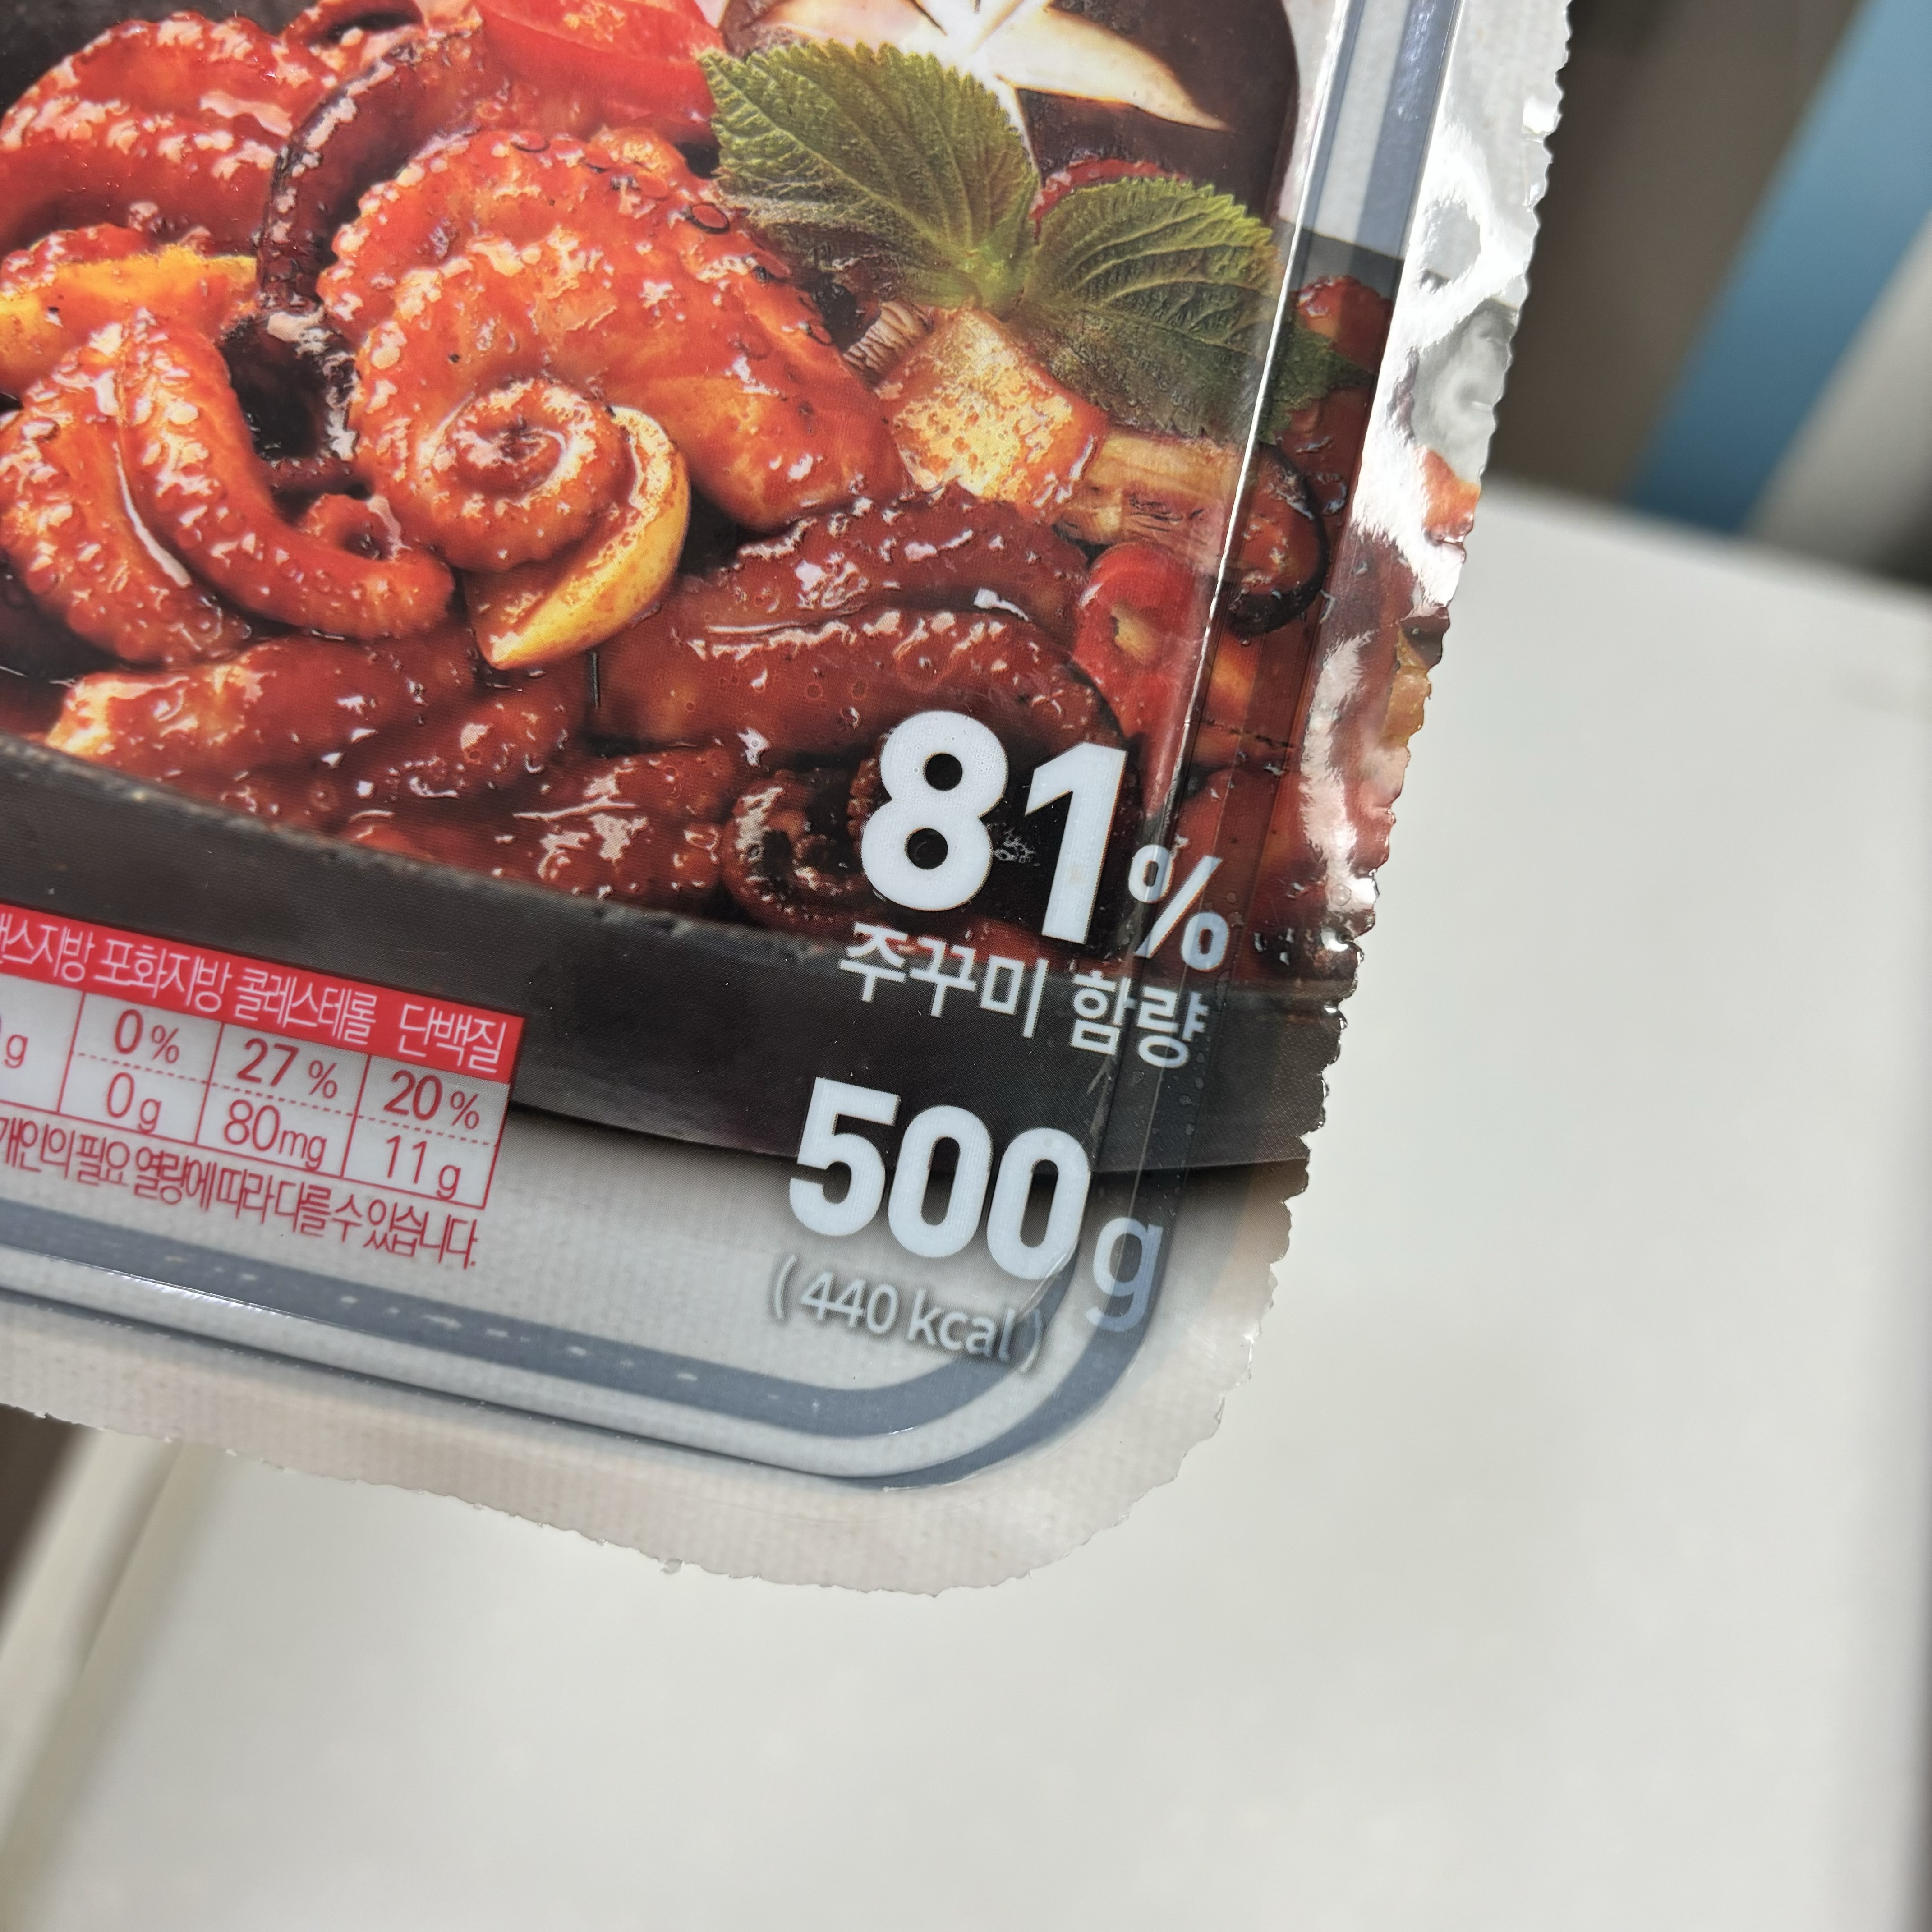 81%
주꾸미 함량
500g
(440 kcal)
스지방 포화지방 콜레스테롤 단백질
g 0% 27% 20%
0g 80mg 11g
개인의 필요 열량에 따라 다를 수 있습니다.